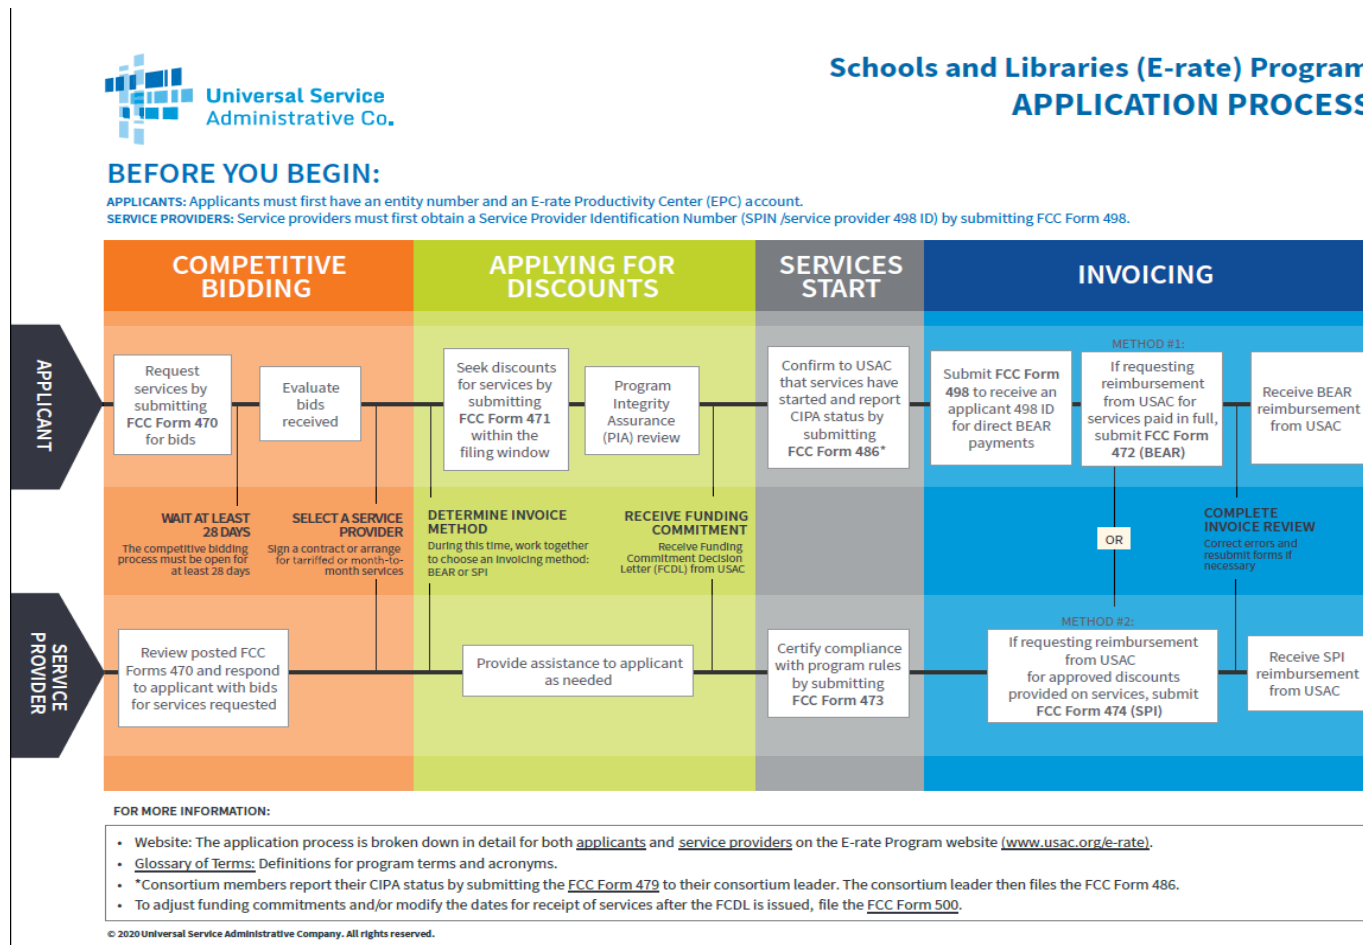 Universal Service
Administrative Co.
Schools and Libraries (E-rate) Program
APPLICATION PROCESS
BEFORE YOU BEGIN:
APPLICANTS: Applicants must first have an entity number and an E-rate Productivity Center (EPC) account.
SERVICE PROVIDERS: Service providers must first obtain a Service Provider Identification Number (SPIN /service provider 498 ID) by submitting FCC Form 498.
COMPETITIVE
BIDDING
APPLYING FOR
DISCOUNTS
SERVICES
START
INVOICING
APPLICANT
Request
services by
submitting
FCC Form 470
for bids
Evaluate
bids
received
Seek discounts
for services by
submitting
FCC Form 471
within the
filing window
Program
Integrity
Assurance
(PIA) review
Confirm to USAC
that services have
started and report
CIPA status by
submitting
FCC Form 486*
Submit FCC Form
498 to receive an
applicant 498 ID
for direct BEAR
payments
METHOD #1:
If requesting
reimbursement
from USAC for
services paid in full,
submit FCC Form
472 (BEAR)
Receive BEAR
reimbursement
from USAC
WAIT AT LEAST
28 DAYS
The competitive bidding
process must be open for
at least 28 days
SELECT A SERVICE
PROVIDER
Sign a contract or arrange
for tarriffed or month-to-
month services
DETERMINE INVOICE
METHOD
During this time, work together
to choose an invoicing method:
BEAR or SPI
RECEIVE FUNDING
COMMITMENT
Receive Funding
Commitment Decision
Letter (FCDL) from USAC
OR
COMPLETE
INVOICE REVIEW
Correct errors and
resubmit forms if
necessary
SERVICE
PROVIDER
Review posted FCC
Forms 470 and respond
to applicant with bids
for services requested
Provide assistance to applicant
as needed
Certify compliance
with program rules
by submitting
FCC Form 473
METHOD #2:
If requesting reimbursement
from USAC
for approved discounts
provided on services, submit
FCC Form 474 (SPI)
Receive SPI
reimbursement
from USAC
FOR MORE INFORMATION:
• Website: The application process is broken down in detail for both applicants and service providers on the E-rate Program website (www.usac.org/e-rate).
• Glossary of Terms: Definitions for program terms and acronyms.
• *Consortium members report their CIPA status by submitting the FCC Form 479 to their consortium leader. The consortium leader then files the FCC Form 486.
• To adjust funding commitments and/or modify the dates for receipt of services after the FCDL is issued, file the FCC Form 500.
© 2020 Universal Service Administrative Company. All rights reserved.